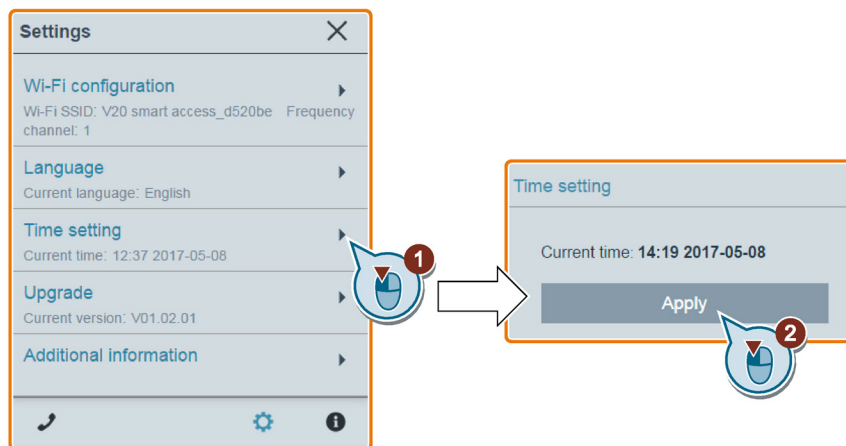 Settings
Wi-Fi configuration
Wi-Fi SSID: V20 smart access_d520be Frequency
channel: 1
Language
Current language: English
Time setting
Current time: 12:37 2017-05-08
1
Upgrade
Current version: V01.02.01
Additional information
Time setting
Current time: 14:19 2017-05-08
Apply
2